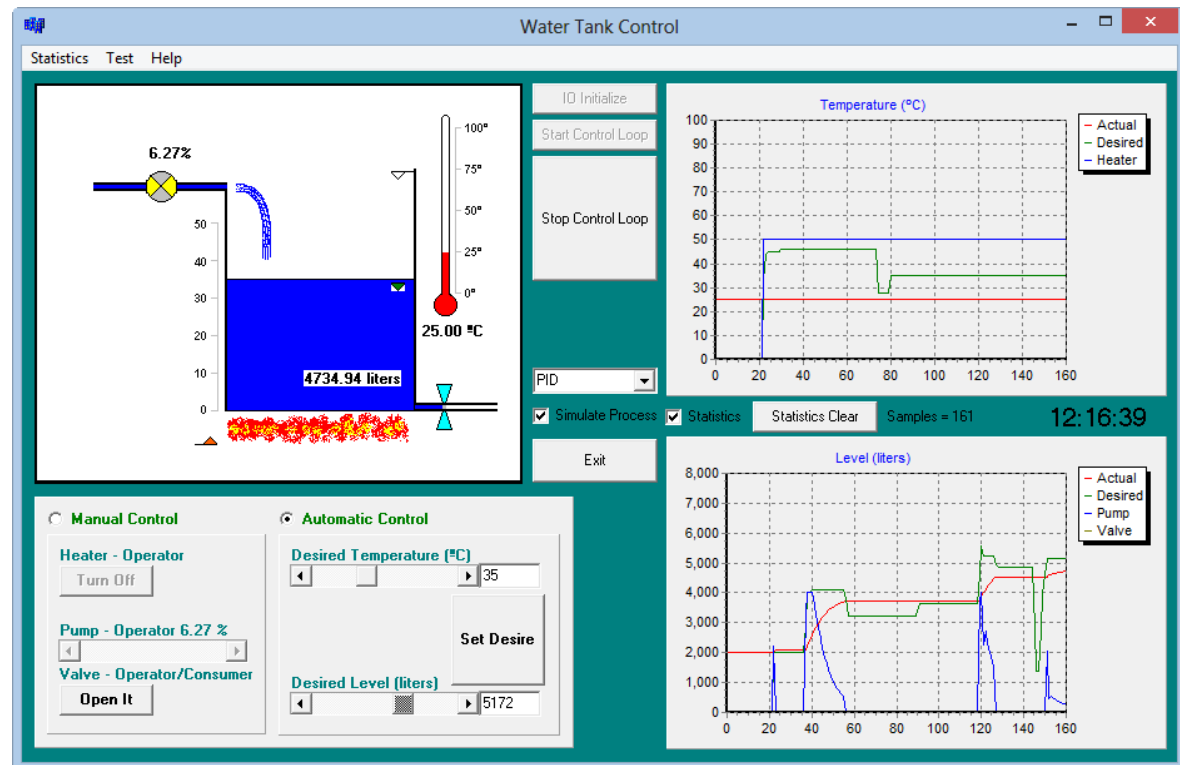 Water Tank Control
Statistics Test Help
6.27%
50
40
30
20
10
0
100°
75°
50°
25°
0°
25.00 ºC
4734.94 liters
IO Initialize
Start Control Loop
Stop Control Loop
PID
Simulate Process
Statistics
Statistics Clear
Samples = 161
12:16:39
Exit
Temperature (ºC)
100
90
80
70
60
50
40
30
20
10
0
0 20 40 60 80 100 120 140 160
Actual
Desired
Heater
Level (liters)
8,000
7,000
6,000
5,000
4,000
3,000
2,000
1,000
0
0 20 40 60 80 100 120 140 160
Actual
Desired
Pump
Valve
Manual Control
Heater - Operator
Turn Off
Pump - Operator 6.27 %
Valve - Operator/Consumer
Open It
Automatic Control
Desired Temperature (ºC)
35
Set Desire
Desired Level (liters)
5172